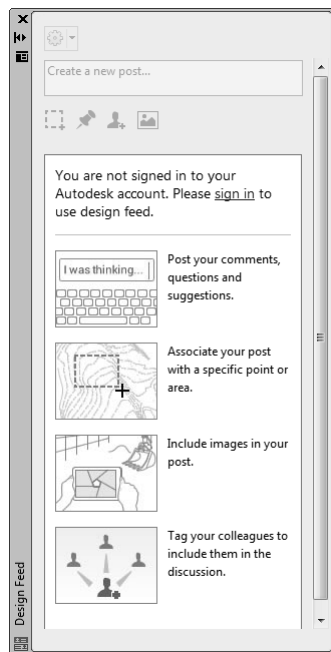 Create a new post...
You are not signed in to your
Autodesk account. Please sign in to
use design feed.
I was thinking...
Post your comments,
questions and
suggestions.
Associate your post
with a specific point or
area.
Include images in your
post.
Tag your colleagues to
include them in the
discussion.
Design Feed